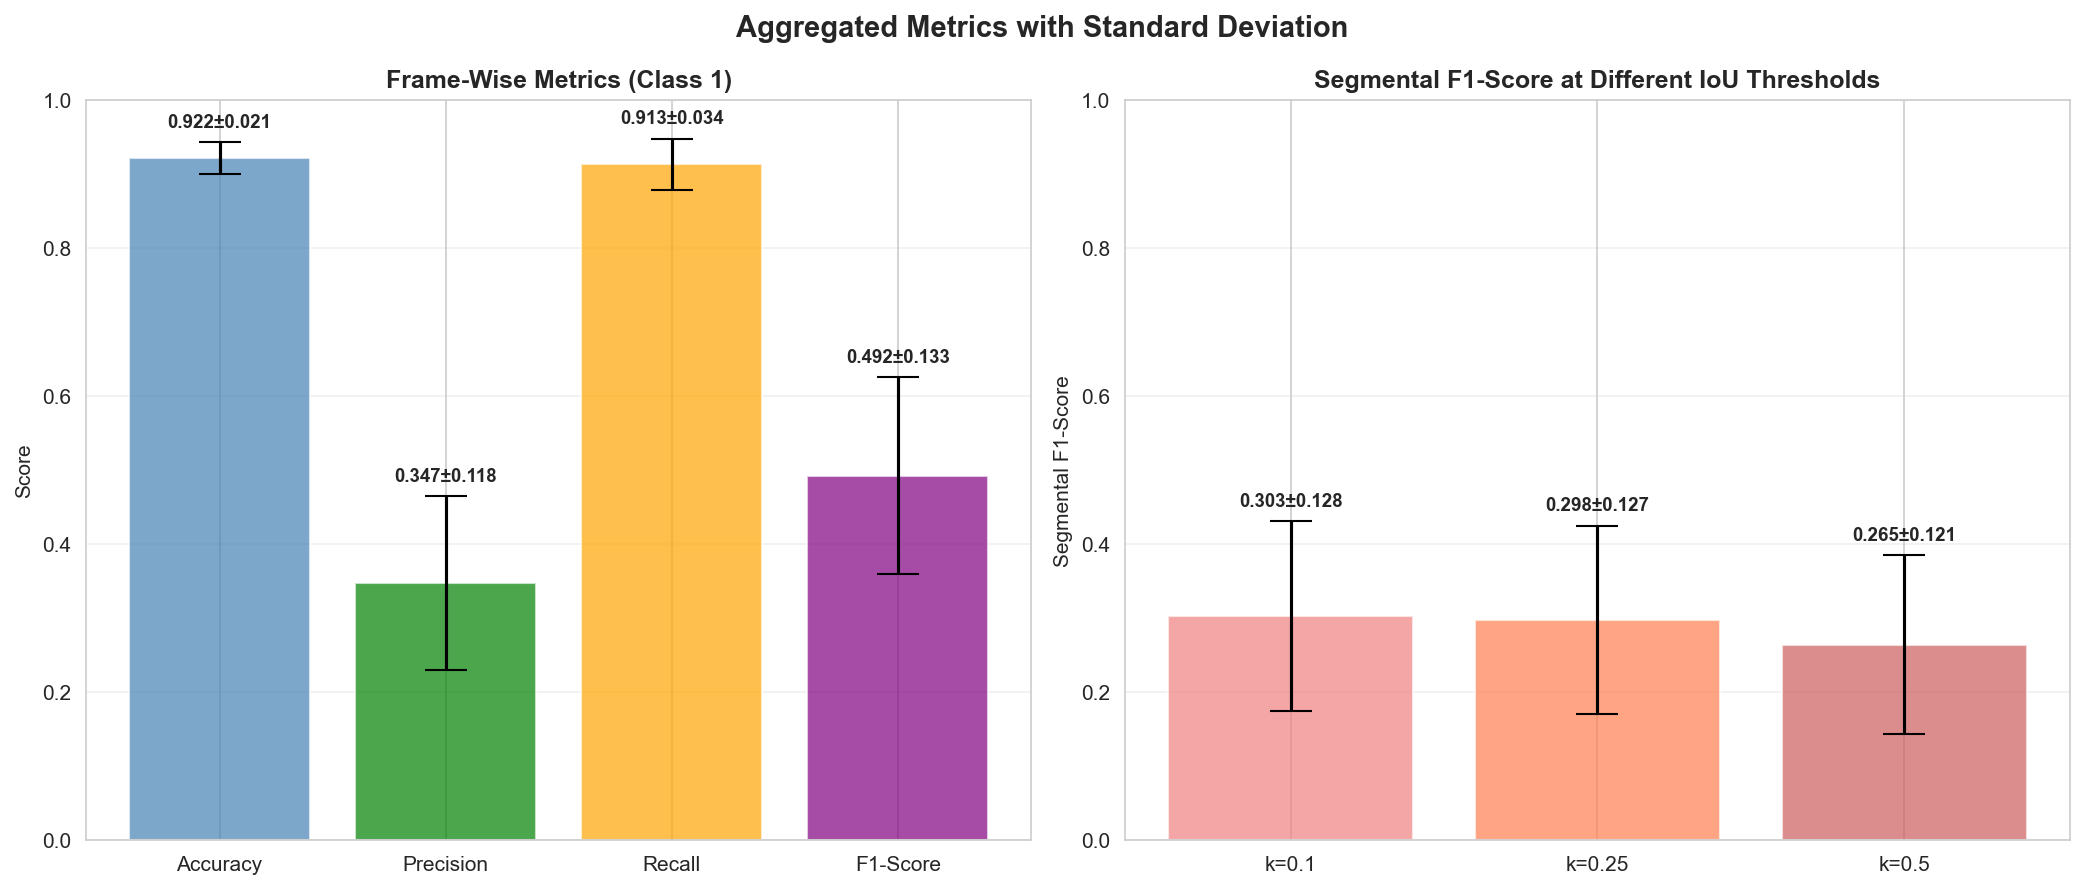 Aggregated Metrics with Standard Deviation
Frame-Wise Metrics (Class 1)
Score
1.0
0.8
0.6
0.4
0.2
0.0
0.922±0.021
0.347±0.118
0.913±0.034
0.492±0.133
Accuracy
Precision
Recall
F1-Score
Segmental F1-Score at Different IoU Thresholds
Segmental F1-Score
1.0
0.8
0.6
0.4
0.2
0.0
0.303±0.128
0.298±0.127
0.265±0.121
k=0.1
k=0.25
k=0.5